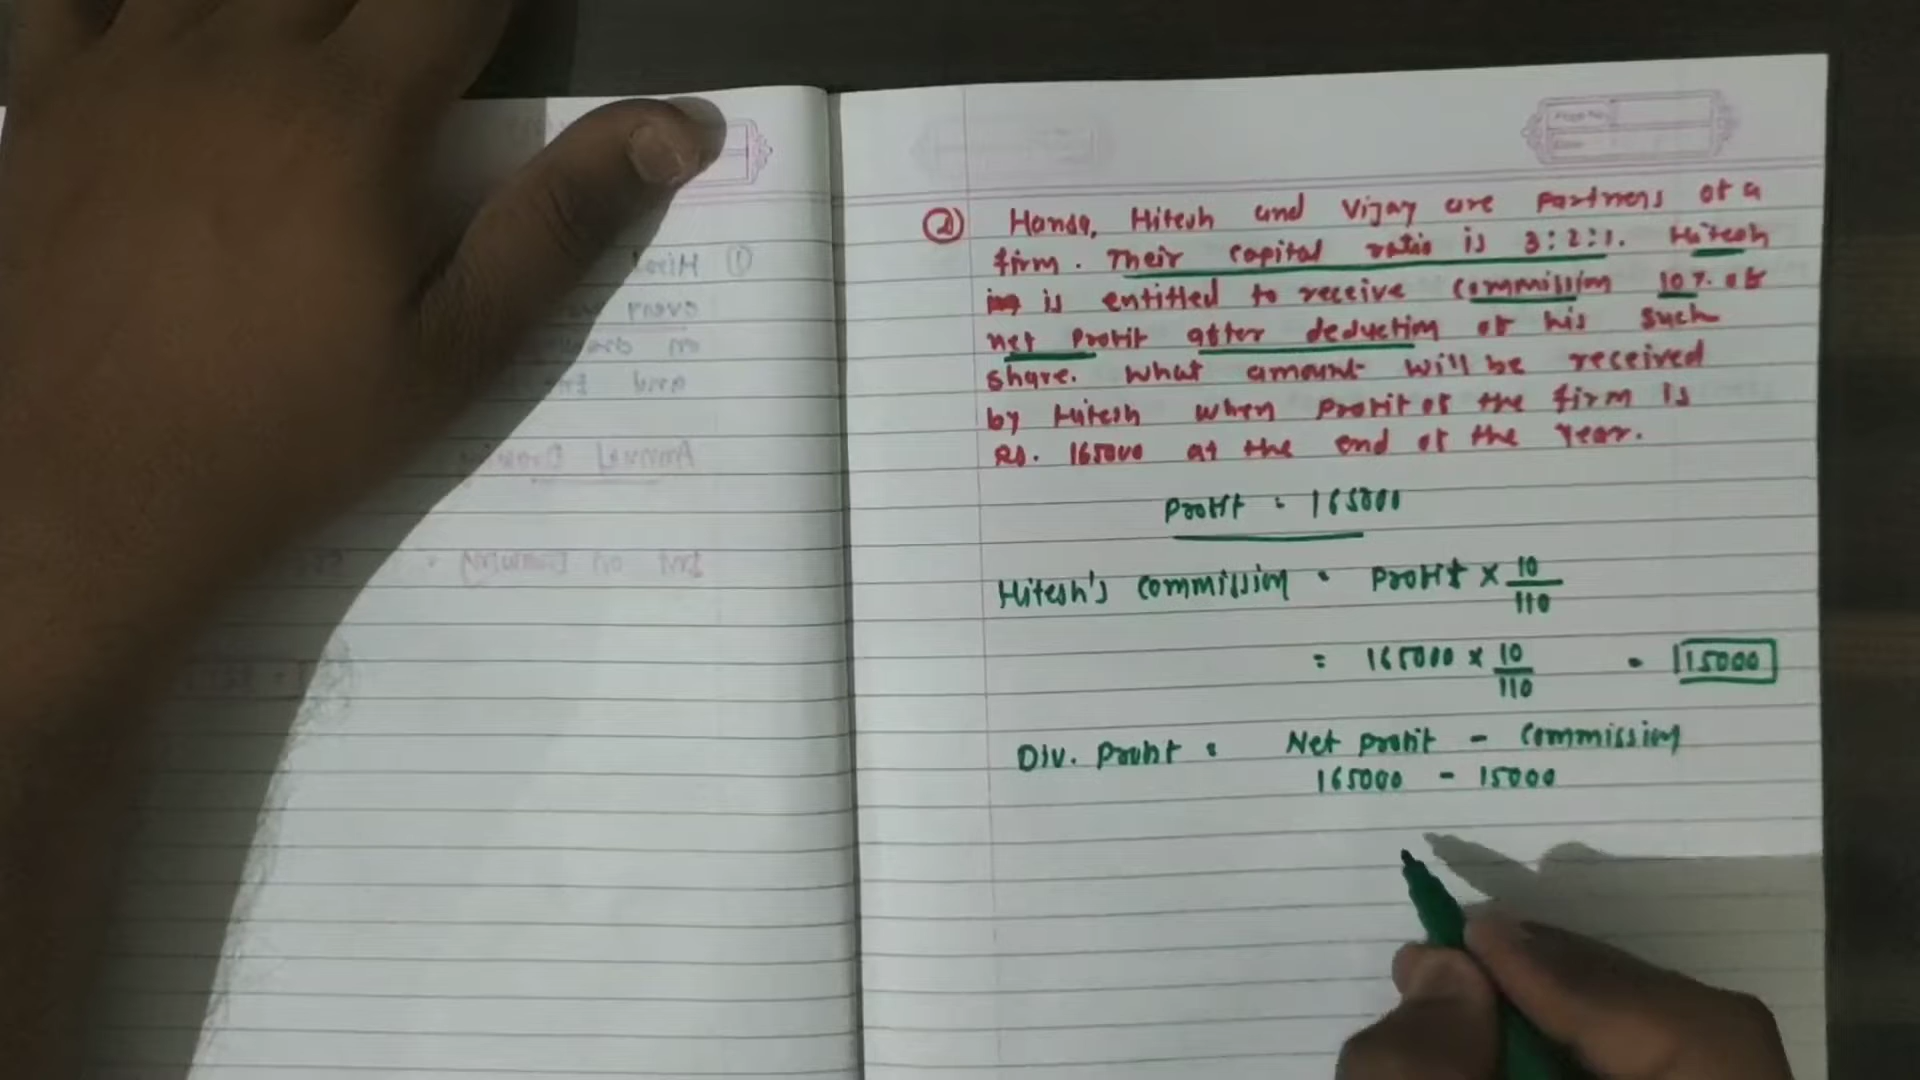 ② Hansa, Hitesh and Vijay are Partners of a
firm. Their capital ratio is 3:2:1. Hitesh
is entitled to receive commission 10% of
net Profit after deduction of his such
share. What amount will be received
by Hitesh when Profit of the firm is
Rs. 165000 at the end of the Year.
Profit = 165000
Hitesh's commission = Profit × 10/110
= 165000 × 10/110 = 15000
Div. Profit = Net profit - Commission
165000 - 15000